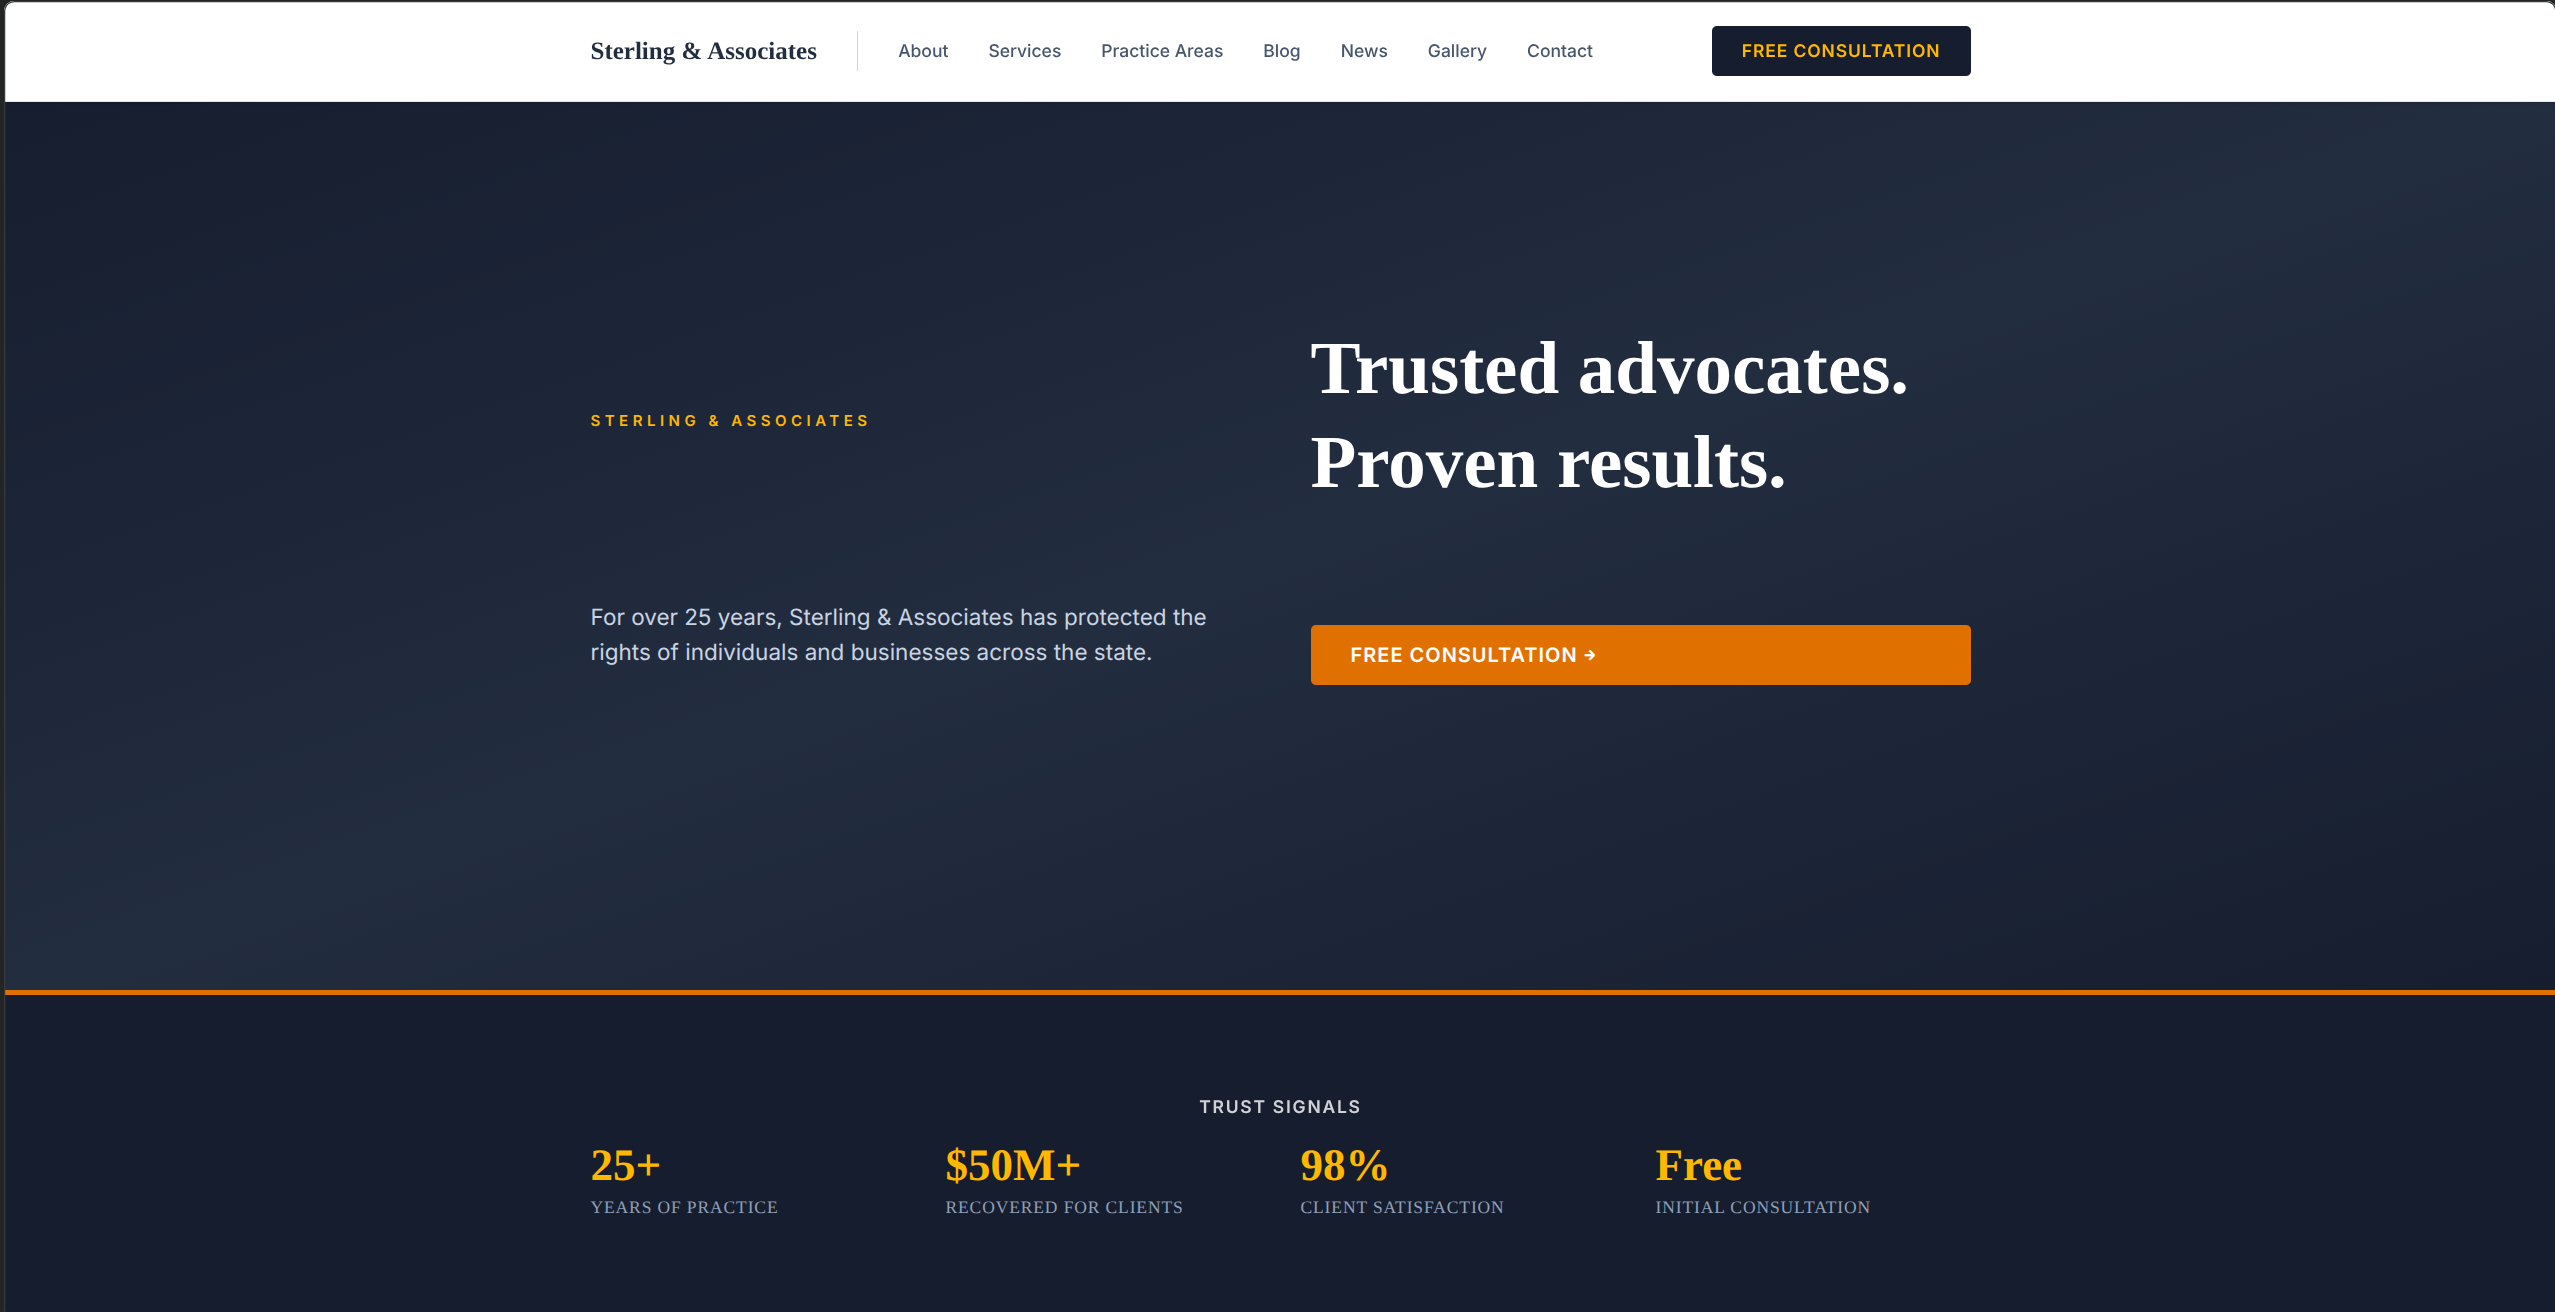 Sterling & Associates
About
Services
Practice Areas
Blog
News
Gallery
Contact
FREE CONSULTATION
STERLING & ASSOCIATES
Trusted advocates.
Proven results.
For over 25 years, Sterling & Associates has protected the
rights of individuals and businesses across the state.
FREE CONSULTATION →
TRUST SIGNALS
25+
YEARS OF PRACTICE
$50M+
RECOVERED FOR CLIENTS
98%
CLIENT SATISFACTION
Free
INITIAL CONSULTATION